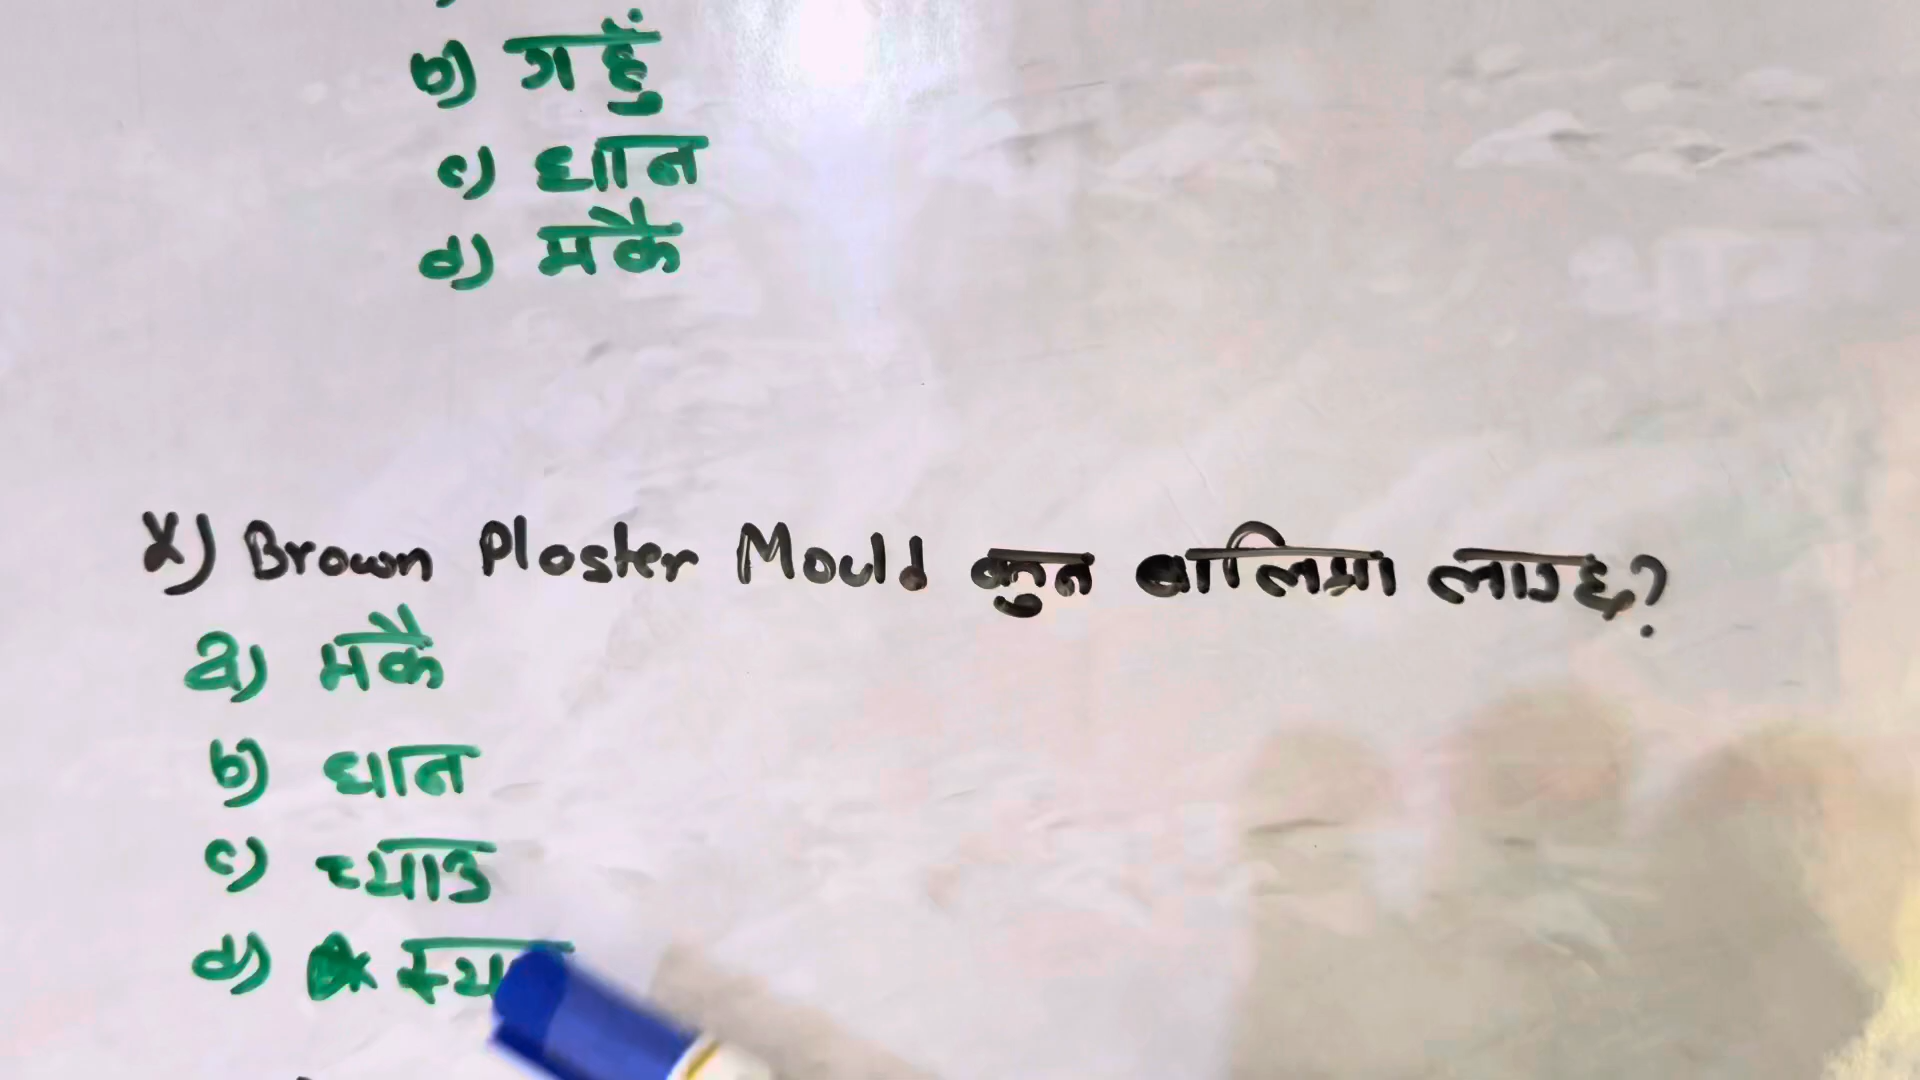 b) गहुं
c) धान
d) मकै
X) Brown Ploster Mould कुन बालिमा लाग्छ?
a) मकै
b) धान
c) च्याउ
d)